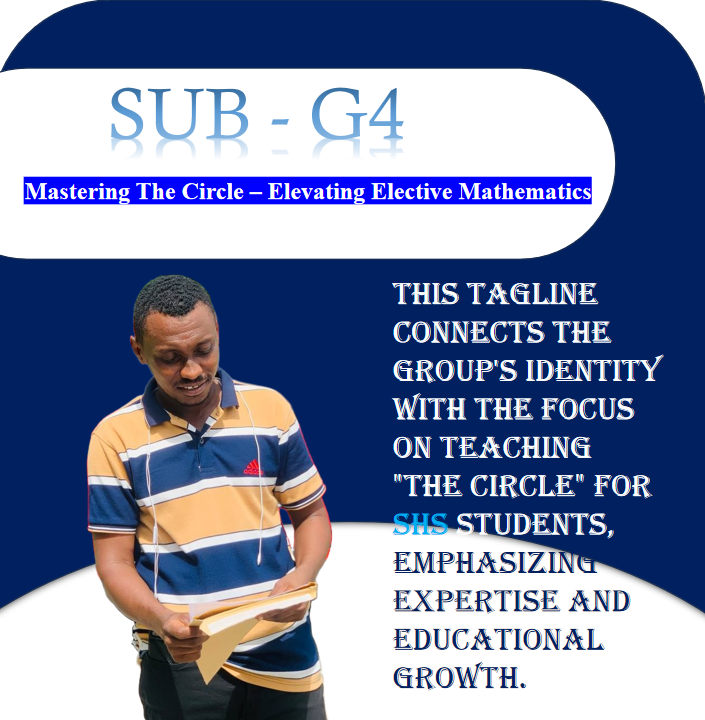 SUB - G4
Mastering The Circle – Elevating Elective Mathematics
THIS TAGLINE
CONNECTS THE
GROUP'S IDENTITY
WITH THE FOCUS
ON TEACHING
"THE CIRCLE" FOR
SHS STUDENTS,
EMPHASIZING
EXPERTISE AND
EDUCATIONAL
GROWTH.
adidas